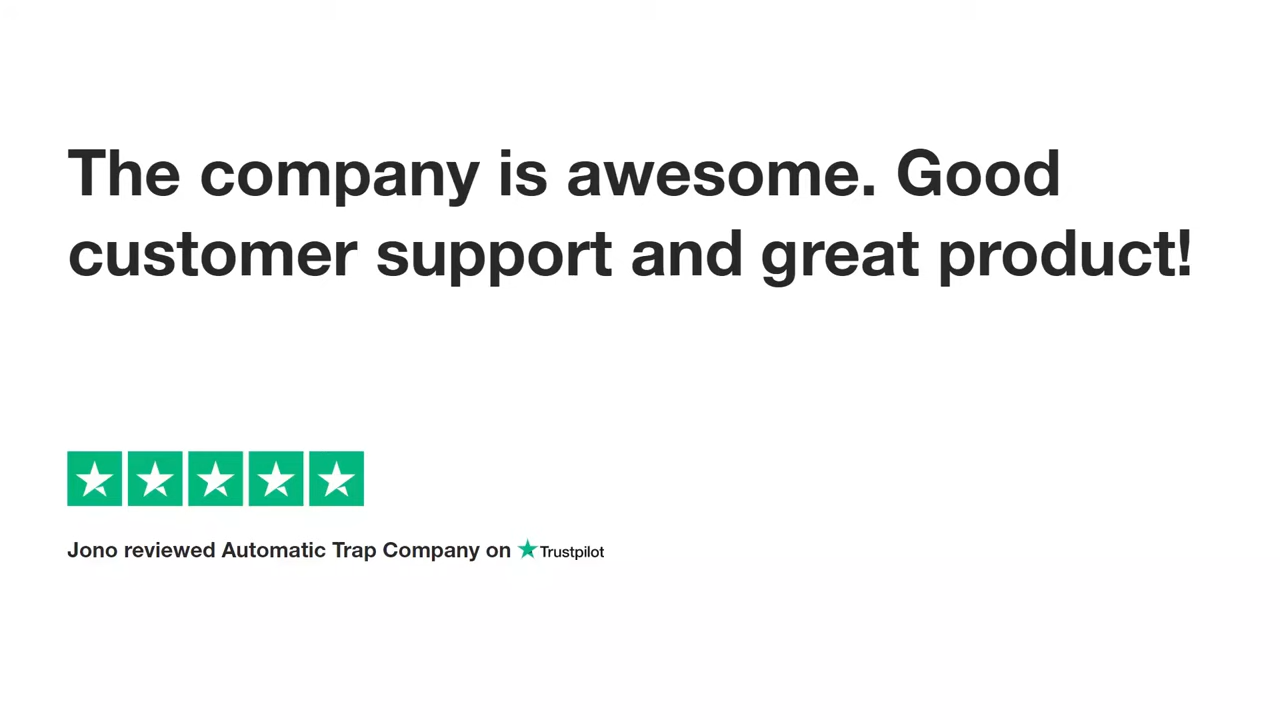 The company is awesome. Good
customer support and great product!
Jono reviewed Automatic Trap Company on Trustpilot